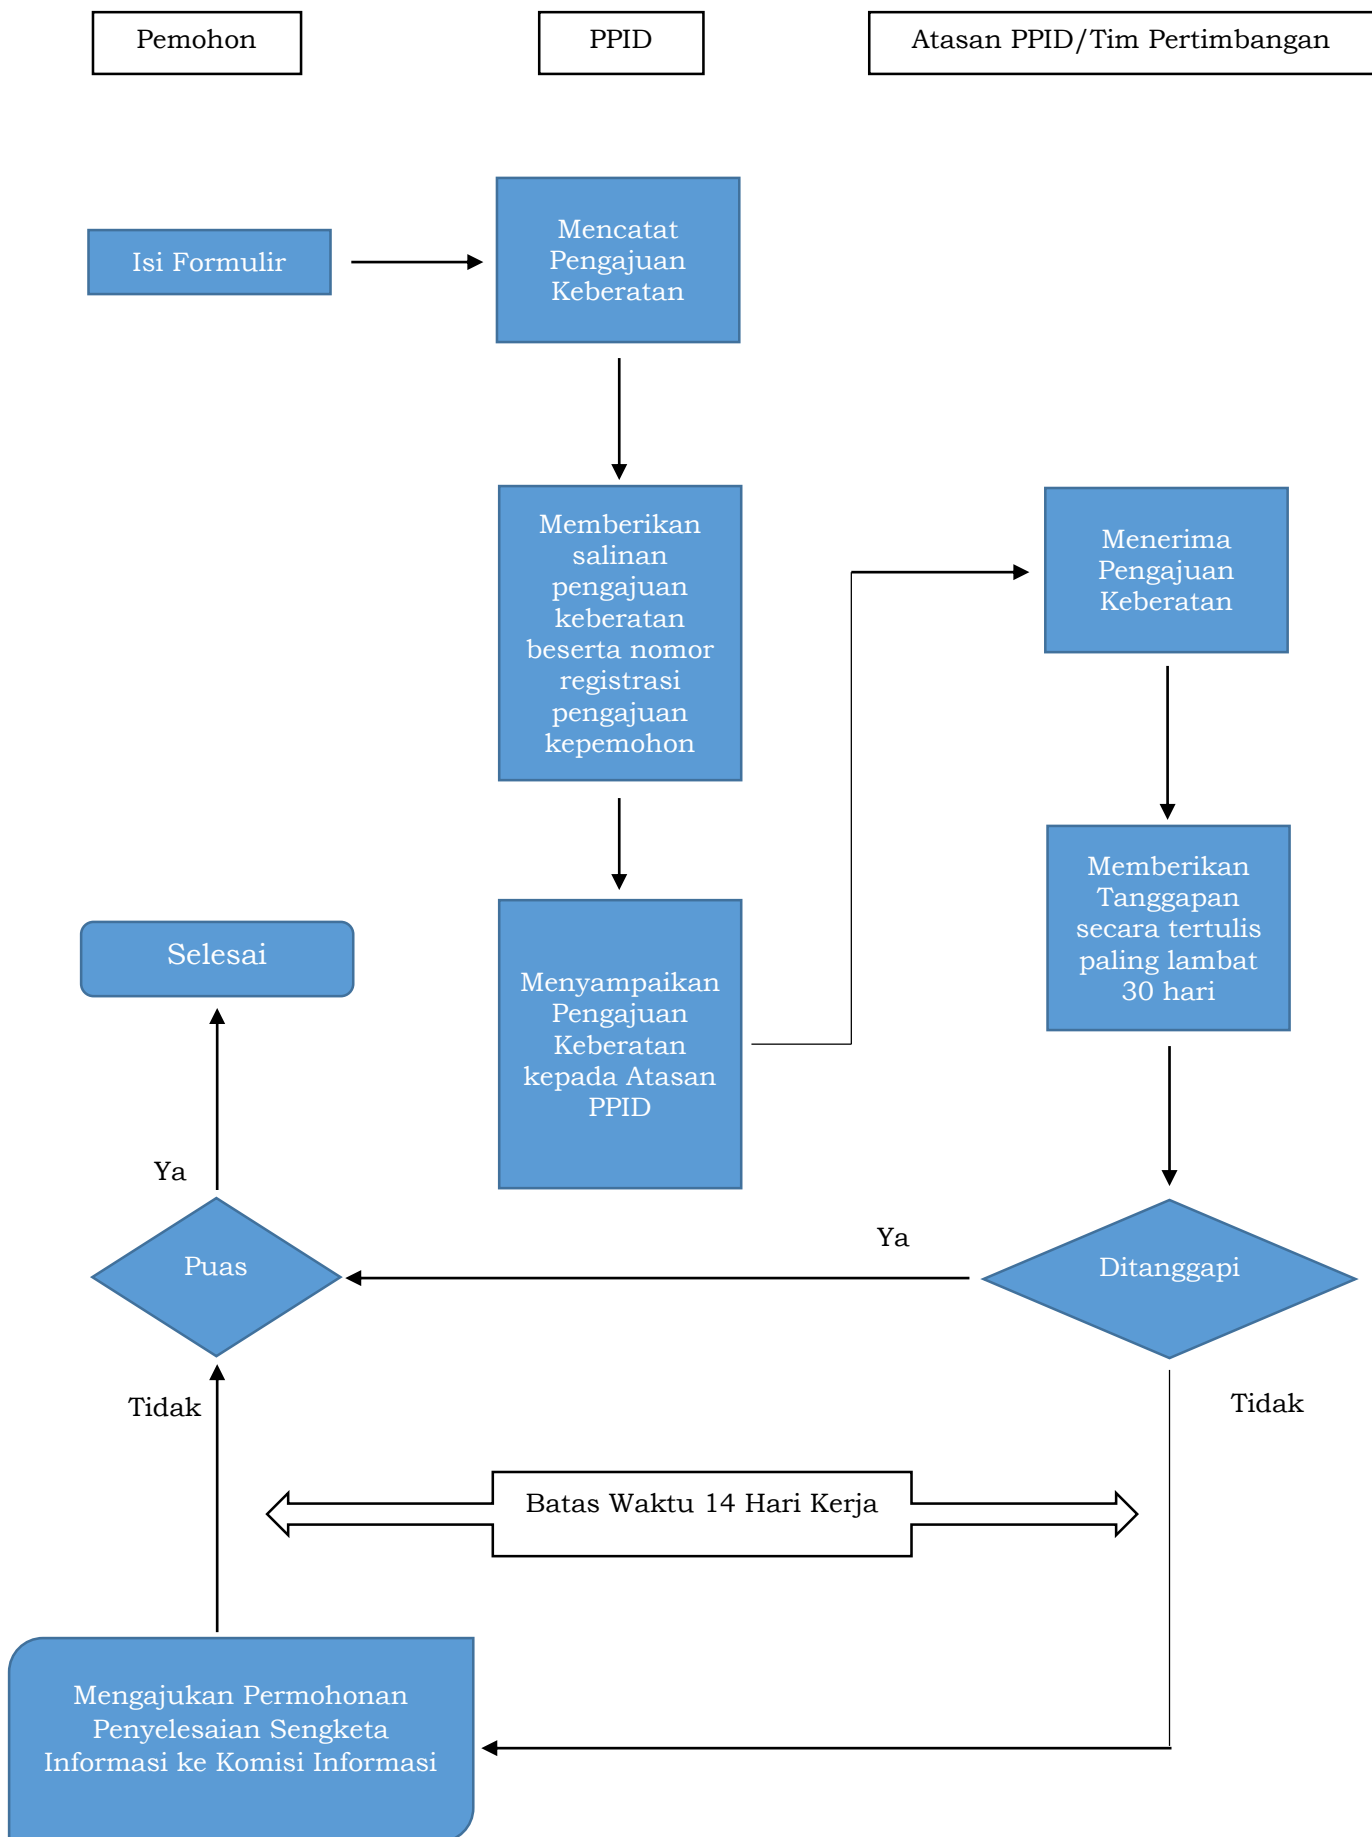 Pemohon
PPID
Atasan PPID/Tim Pertimbangan
Isi Formulir
Mencatat
Pengajuan
Keberatan
Memberikan
salinan
pengajuan
keberatan
beserta nomor
registrasi
pengajuan
kepemohon
Menerima
Pengajuan
Keberatan
Memberikan
Tanggapan
secara tertulis
paling lambat
30 hari
Selesai
Menyampaikan
Pengajuan
Keberatan
kepada Atasan
PPID
Ya
Puas
Ya
Ditanggapi
Tidak
Tidak
Batas Waktu 14 Hari Kerja
Mengajukan Permohonan
Penyelesaian Sengketa
Informasi ke Komisi Informasi